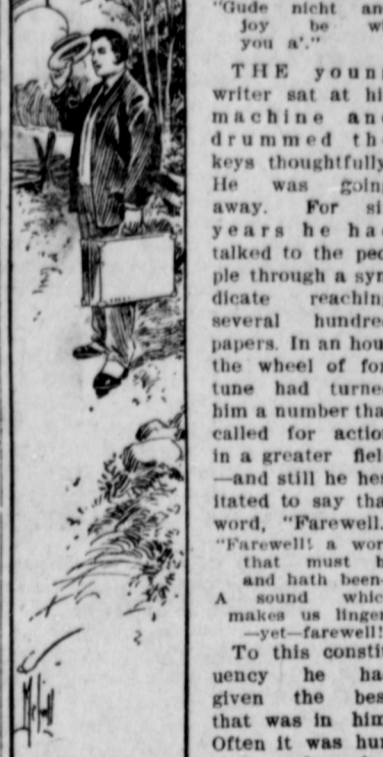 "Gude nicht an
joy be w
you a'."
THE youn
writer sat at hi
machine an
drummed th
keys thoughtfully
He was goin
away. For si
years he ha
talked to the peo
ple through a syn
dicate reachin
several hundre
papers. In an hou
the wheel of for
tune had turne
him a number tha
called for actio
in a greater fiel
—and still he hes
itated to say tha
word, "Farewell.
"Farewell! a wor
that must b
and hath been
A sound whic
makes us linger
—yet—farewell!
To this constit
uency he ha
given the bes
that was in him
Often it was hu